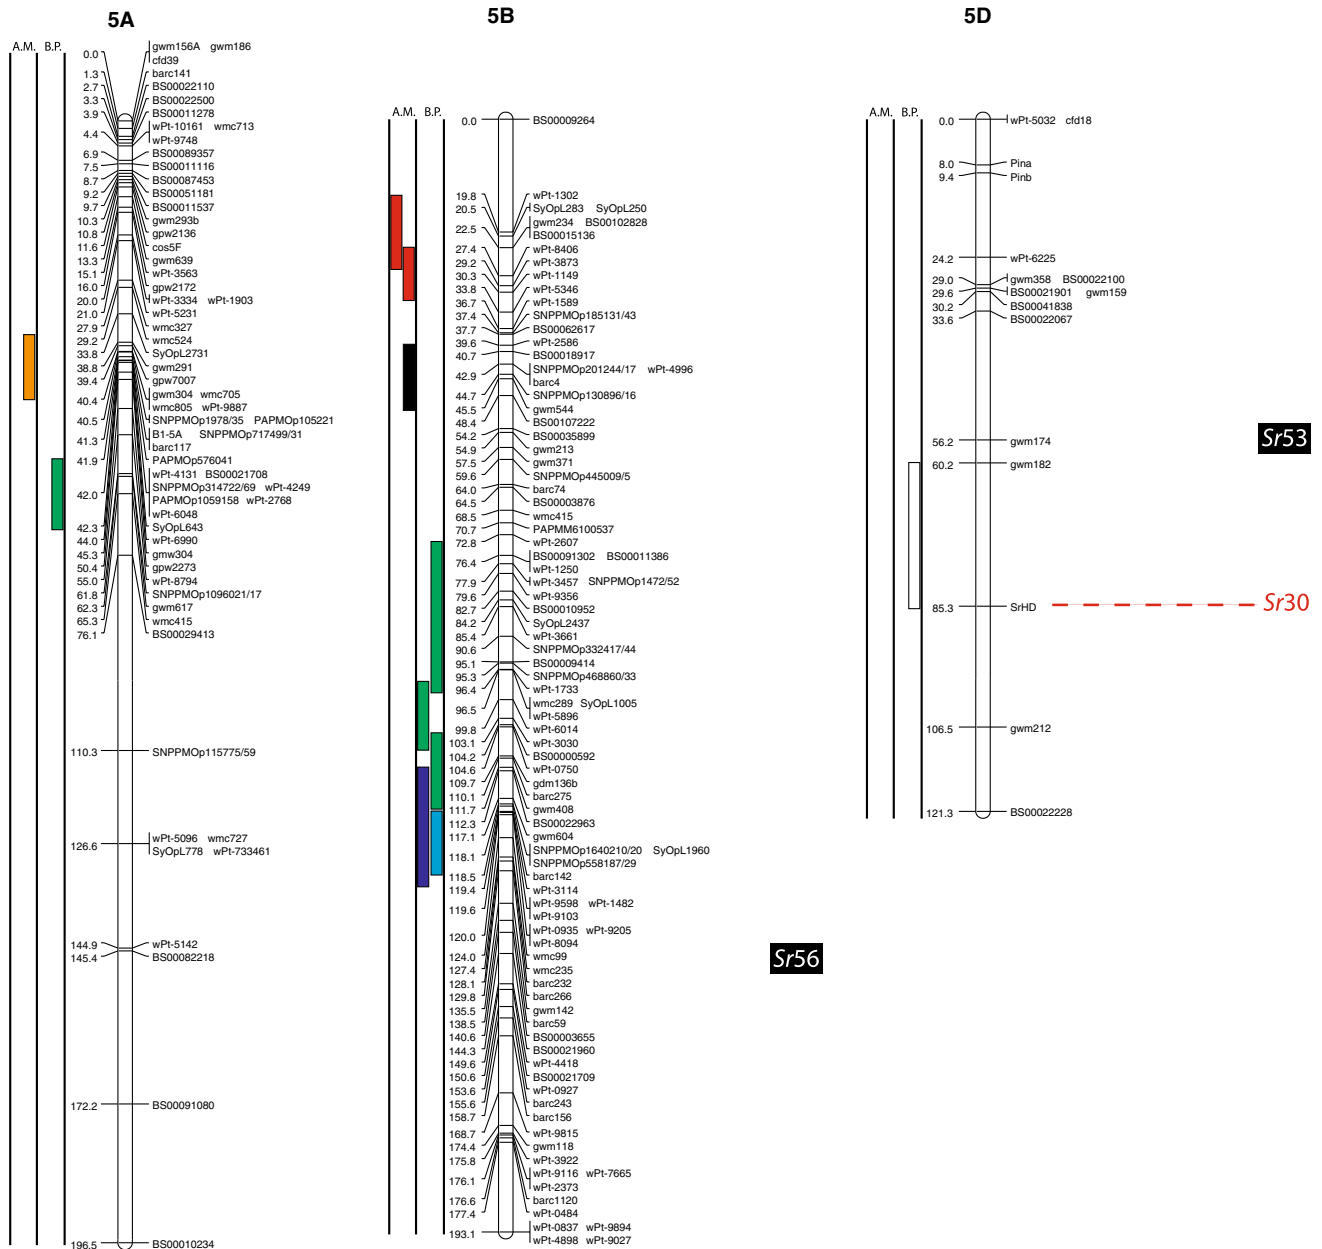 5A
A.M. B.P.
0.0 gwm156A gwm186
cfd39
1.3 barc141
2.7 BS00022110
3.3 BS00022500
3.9 BS00011278
4.4 wPt-10161 wmc713
wPt-9748
6.9 BS00089357
7.5 BS00011116
8.7 BS00087453
9.2 BS00051181
9.7 BS00011537
10.3 gwm293b
10.8 gpw2136
11.6 cos5F
13.3 gwm639
15.1 wPt-3563
16.0 gpw2172
20.0 wPt-3334 wPt-1903
21.0 wPt-5231
27.9 wmc327
29.2 wmc524
33.8 SyOpL2731
38.8 gwm291
39.4 gpw7007
40.4 gwm304 wmc705
wmc805 wPt-9887
40.5 SNPPMOp1978/35 PAPMOp105221
41.3 B1-5A SNPPMOp717499/31
barc117
41.9 PAPMOp576041
42.0 wPt-4131 BS00021708
SNPPMOp314722/69 wPt-4249
PAPMOp1059158 wPt-2768
wPt-6048
42.3 SyOpL643
44.0 wPt-6990
45.3 gmw304
50.4 gpw2273
55.0 wPt-8794
61.8 SNPPMOp1096021/17
62.3 gwm617
65.3 wmc415
76.1 BS00029413
110.3 SNPPMOp115775/59
126.6 wPt-5096 wmc727
SyOpL778 wPt-733461
144.9 wPt-5142
145.4 BS00082218
172.2 BS00091080
196.5 BS00010234
5B
A.M. B.P.
0.0 BS00009264
19.8 wPt-1302
20.5 SyOpL283 SyOpL250
22.5 gwm234 BS00102828
BS00015136
27.4 wPt-8406
29.2 wPt-3873
30.3 wPt-1149
33.8 wPt-5346
36.7 wPt-1589
37.4 SNPPMOp185131/43
37.7 BS00062617
39.6 wPt-2586
40.7 BS00018917
42.9 SNPPMOp201244/17 wPt-4996
barc4
44.7 SNPPMOp130896/16
45.5 gwm544
48.4 BS00107222
54.2 BS00035899
54.9 gwm213
57.5 gwm371
59.6 SNPPMOp445009/5
64.0 barc74
64.5 BS00003876
68.5 wmc415
70.7 PAPMM6100537
72.8 wPt-2607
76.4 BS00091302 BS00011386
wPt-1250
77.9 wPt-3457 SNPPMOp1472/52
79.6 wPt-9356
82.7 BS00010952
84.2 SyOpL2437
85.4 wPt-3661
90.6 SNPPMOp332417/44
95.1 BS00009414
95.3 SNPPMOp468860/33
96.4 wPt-1733
96.5 wmc289 SyOpL1005
wPt-5896
99.8 wPt-6014
103.1 wPt-3030
104.2 BS00000592
104.6 wPt-0750
109.7 gdm136b
110.1 barc275
111.7 gwm408
112.3 BS00022963
117.1 gwm604
118.1 SNPPMOp1640210/20 SyOpL1960
SNPPMOp558187/29
118.5 barc142
119.4 wPt-3114
119.6 wPt-9598 wPt-1482
wPt-9103
120.0 wPt-0935 wPt-9205
wPt-8094
124.0 wmc99
127.4 wmc235
128.1 barc232
129.8 barc266
135.5 gwm142
138.5 barc59
140.6 BS00003655
144.3 BS00021960
149.6 wPt-4418
150.6 BS00021709
153.6 wPt-0927
155.6 barc243
158.7 barc156
168.7 wPt-9815
174.4 gwm118
175.8 wPt-3922
176.1 wPt-9116 wPt-7665
wPt-2373
176.6 barc1120
177.4 wPt-0484
193.1 wPt-0837 wPt-9894
wPt-4898 wPt-9027
Sr56
5D
A.M. B.P.
0.0 wPt-5032 cfd18
8.0 Pina
9.4 Pinb
24.2 wPt-6225
29.0 gwm358 BS00022100
29.6 BS00021901 gwm159
30.2 BS00041838
33.6 BS00022067
56.2 gwm174
60.2 gwm182
85.3 SrHD
106.5 gwm212
121.3 BS00022228
Sr53
Sr30